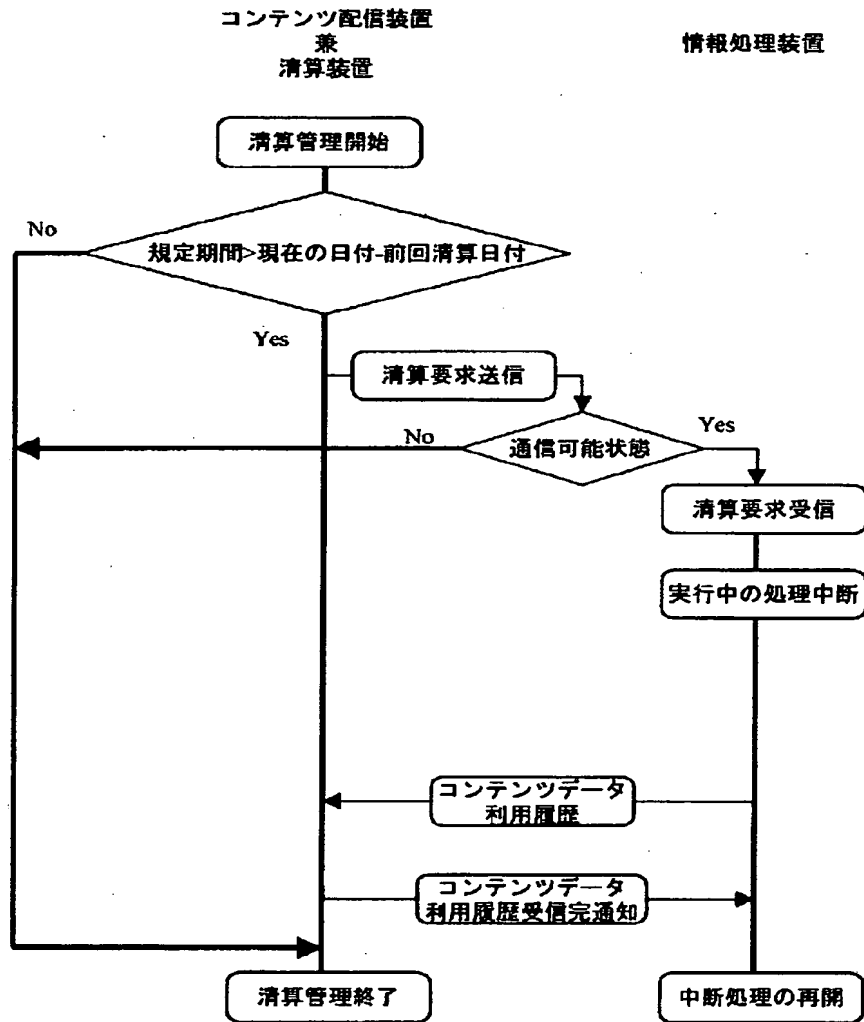 コンテンツ配信装置
兼
清算装置
情報処理装置
清算管理開始
No
規定期間>現在の日付-前回清算日付
Yes
清算要求送信
No
通信可能状態
Yes
清算要求受信
実行中の処理中断
コンテンツデータ
利用履歴
コンテンツデータ
利用履歴受信完通知
清算管理終了
中断処理の再開